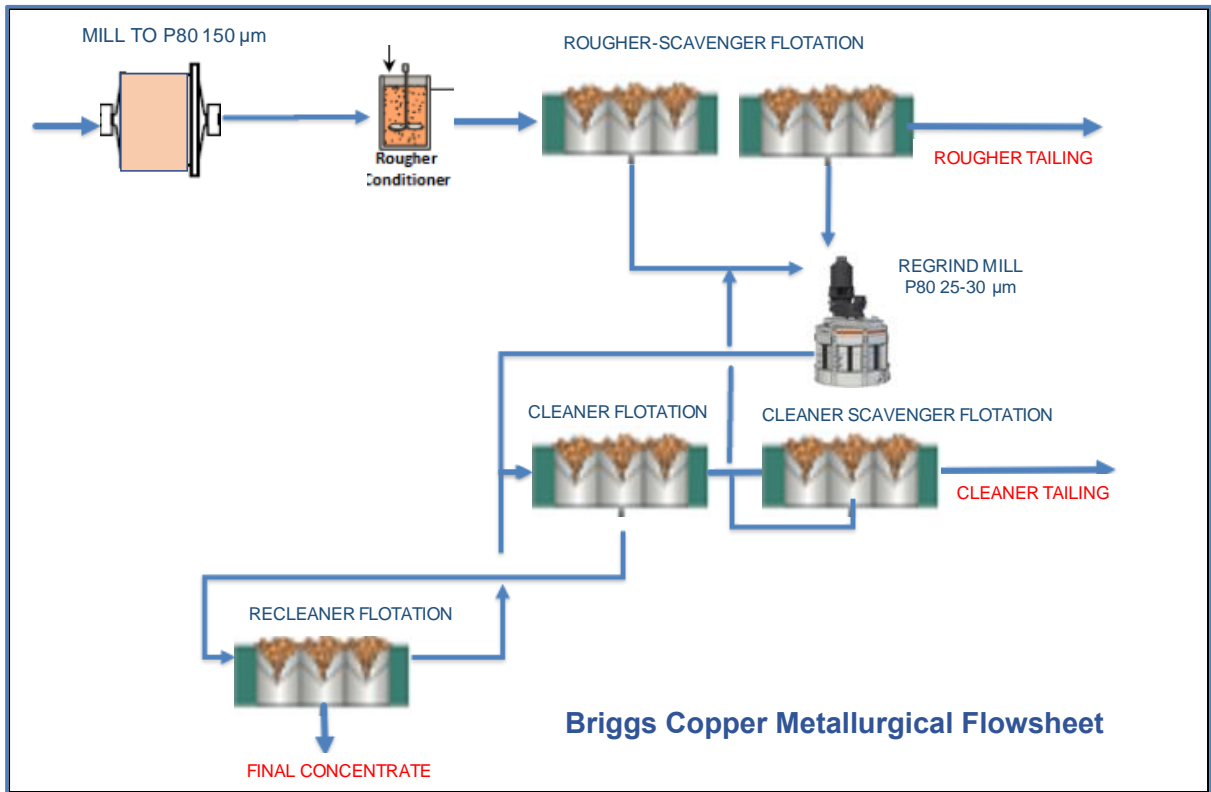 MILL TO P80 150 µm
ROUGHER-SCAVENGER FLOTATION
Rougher
Conditioner
ROUGHER TAILING
REGRIND MILL
P80 25-30 µm
CLEANER FLOTATION
CLEANER SCAVENGER FLOTATION
CLEANER TAILING
RECLEANER FLOTATION
Briggs Copper Metallurgical Flowsheet
FINAL CONCENTRATE